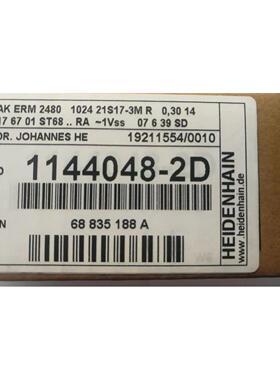 AK ERM 2480 1024 21S17-3M R 0,30 14
17 67 01 ST68 .. RA ~1Vss 07 6 39 SD
DR. JOHANNES HE 19211554/0010
D 1144048-2D
N 68 835 188 A
HEIDENHAIN
www.heidenhain.de